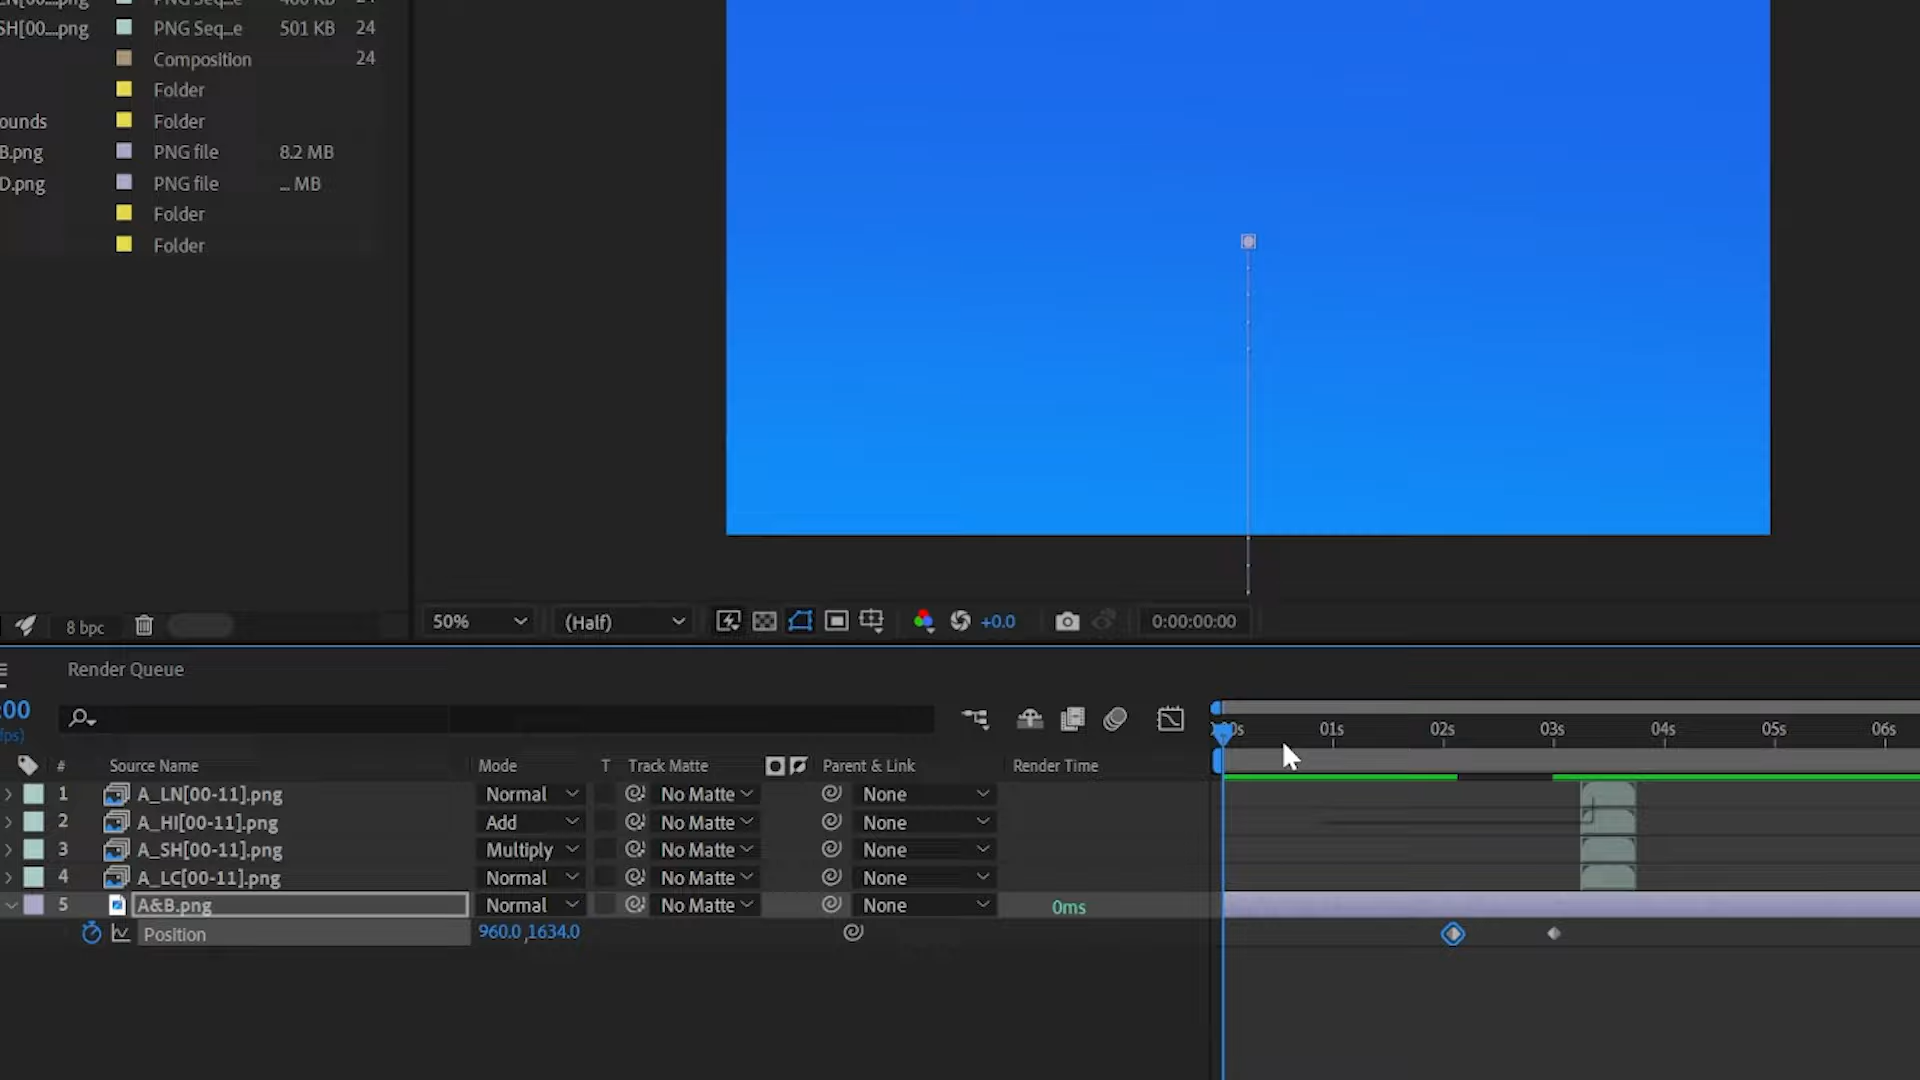 PNG Seq...e 24
SH[00...png PNG Seq...e 501 KB 24
Composition 24
Folder
ounds Folder
B.png PNG file 8.2 MB
D.png PNG file ... MB
Folder
Folder
8 bpc
50% (Half) +0.0 0:00:00:00
Render Queue
:00
fps)
01s 02s 03s 04s 05s 06s
# Source Name Mode T Track Matte Parent & Link Render Time
1 A_LN[00-11].png Normal No Matte None
2 A_HI[00-11].png Add No Matte None
3 A_SH[00-11].png Multiply No Matte None
4 A_LC[00-11].png Normal No Matte None
5 A&B.png Normal No Matte None 0ms
Position 960.0,1634.0